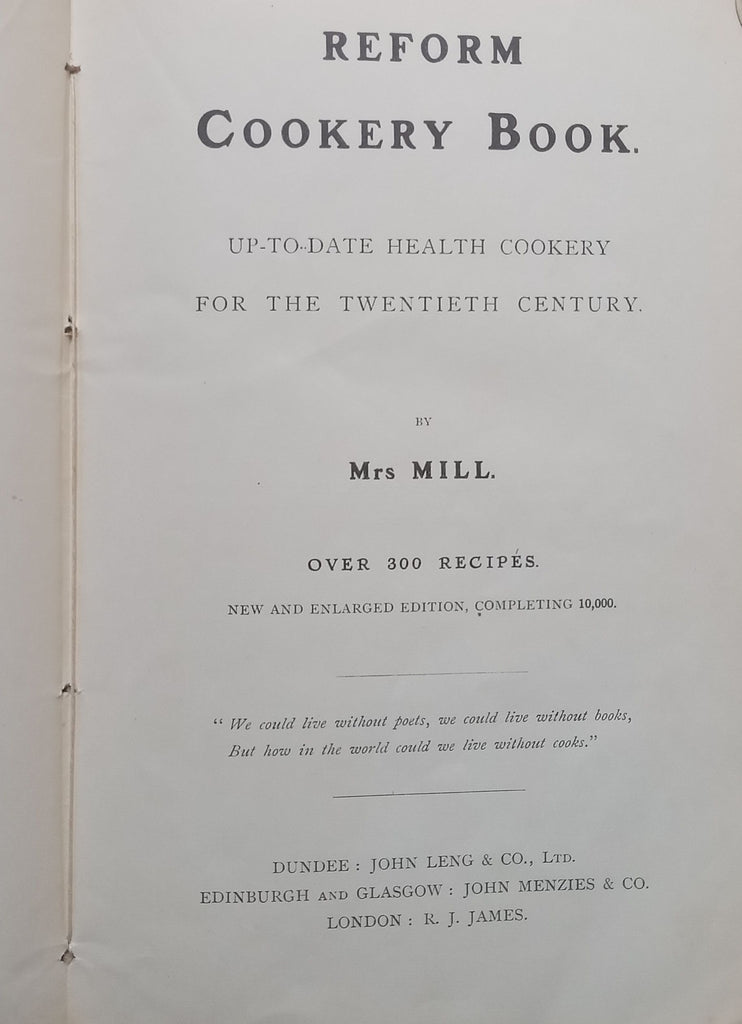 REFORM
COOKERY BOOK.
UP-TO-DATE HEALTH COOKERY
FOR THE TWENTIETH CENTURY.
BY
Mrs MILL.
OVER 300 RECIPÉS.
NEW AND ENLARGED EDITION, COMPLETING 10,000.
" We could live without poets, we could live without books,
But how in the world could we live without cooks."
DUNDEE : JOHN LENG & CO., LTD.
EDINBURGH AND GLASGOW : JOHN MENZIES & CO.
LONDON : R. J. JAMES.